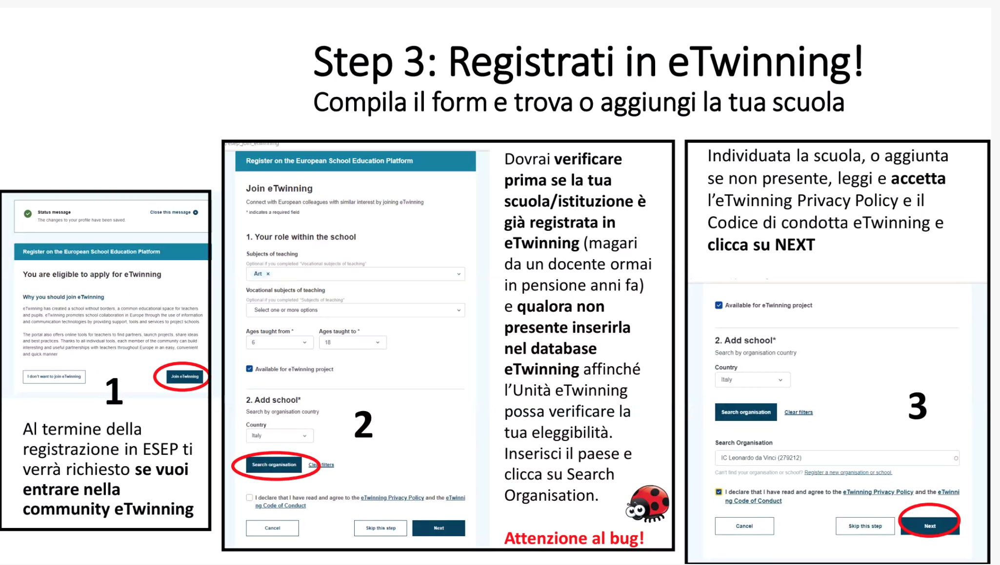 Step 3: Registrati in eTwinning!
Compila il form e trova o aggiungi la tua scuola
Status message
Close this message
The changes to your profile have been saved.
Register on the European School Education Platform
You are eligible to apply for eTwinning
Why you should join eTwinning
eTwinning has created a school without borders, a common educational space for teachers
and pupils. eTwinning promotes school collaboration in Europe through the use of information
and communication technologies by providing support, tools and services to project schools.
The portal also offers online tools for teachers to find partners, launch projects, share ideas
and best practices. Thanks to all individual tools, each member of the community can build
interesting and useful partnerships with teachers throughout Europe in an easy, convenient
and quick manner
I don't want to join eTwinning
Join eTwinning
1
Al termine della
registrazione in ESEP ti
verrà richiesto se vuoi
entrare nella
community eTwinning
/esep_join_etwinning
Register on the European School Education Platform
Join eTwinning
Connect with European colleagues with similar interest by joining eTwinning
* indicates a required field
1. Your role within the school
Subjects of teaching
Optional if you completed "Vocational subjects of teaching"
Art ×
Vocational subjects of teaching
Optional if you completed "Subjects of teaching"
Select one or more options
Ages taught from *
Ages taught to *
6
18
Available for eTwinning project
2. Add school*
Search by organisation country
Country
Italy
2
Search organisation
Clear filters
I declare that I have read and agree to the eTwinning Privacy Policy and the eTwinni
ng Code of Conduct
Cancel
Skip this step
Next
Dovrai verificare
prima se la tua
scuola/istituzione è
già registrata in
eTwinning (magari
da un docente ormai
in pensione anni fa)
e qualora non
presente inserirla
nel database
eTwinning affinché
l'Unità eTwinning
possa verificare la
tua eleggibilità.
Inserisci il paese e
clicca su Search
Organisation.
Attenzione al bug!
Individuata la scuola, o aggiunta
se non presente, leggi e accetta
l'eTwinning Privacy Policy e il
Codice di condotta eTwinning e
clicca su NEXT
Available for eTwinning project
2. Add school*
Search by organisation country
Country
Italy
3
Search organisation
Clear filters
Search Organisation
IC Leonardo da Vinci (279212)
Can't find your organisation or school? Register a new organisation or school.
I declare that I have read and agree to the eTwinning Privacy Policy and the eTwinni
ng Code of Conduct
Cancel
Skip this step
Next